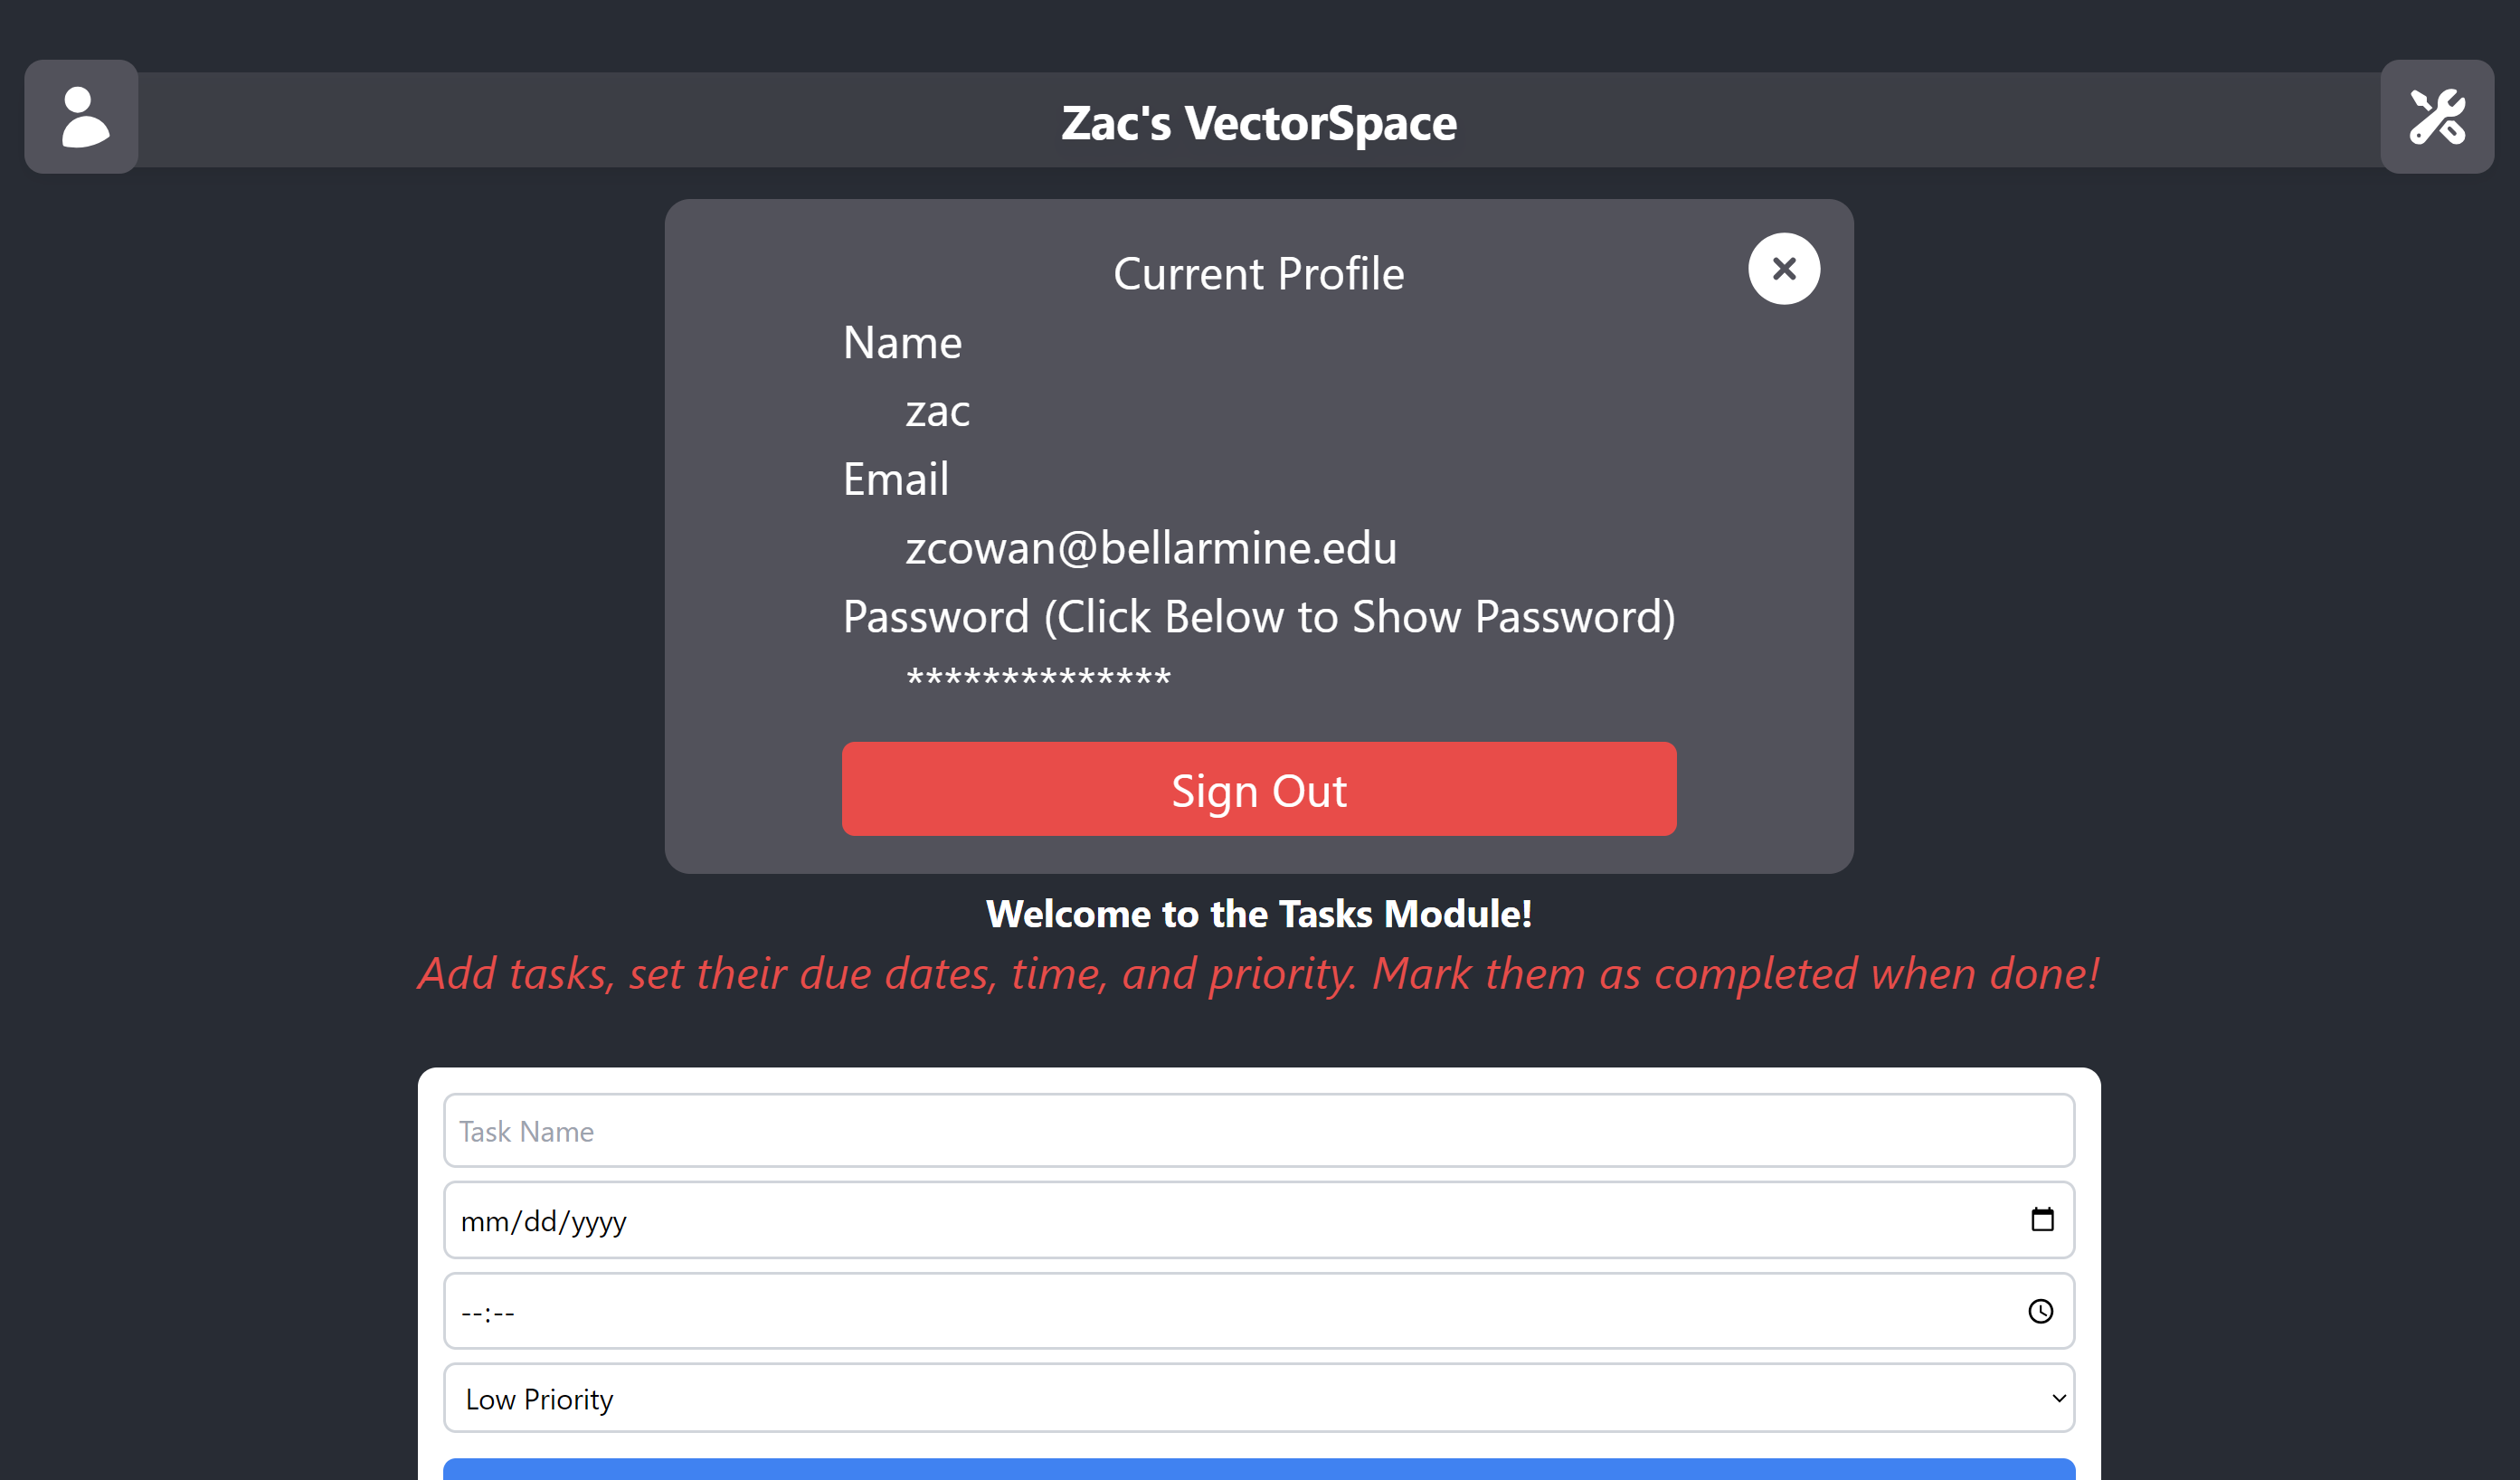 Zac's VectorSpace
Current Profile
Name
zac
Email
zcowan@bellarmine.edu
Password (Click Below to Show Password)
**************
Sign Out
Welcome to the Tasks Module!
Add tasks, set their due dates, time, and priority. Mark them as completed when done!
Task Name
mm/dd/yyyy
--:--
Low Priority